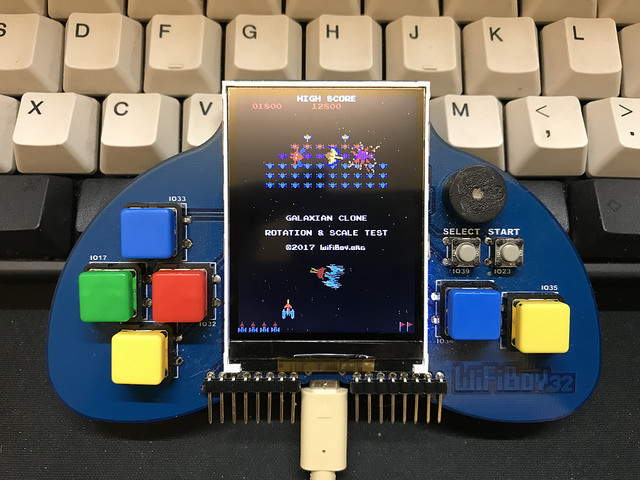 S D F G H J K L
X C V M < , >
HIGH SCORE
01800 12800
GALAXIAN CLONE
ROTATION & SCALE TEST
©2017 WiFiBoy.org
IO33
IO17
IO32
SELECT START
IO39 IO23
IO35
WiFiBoy32